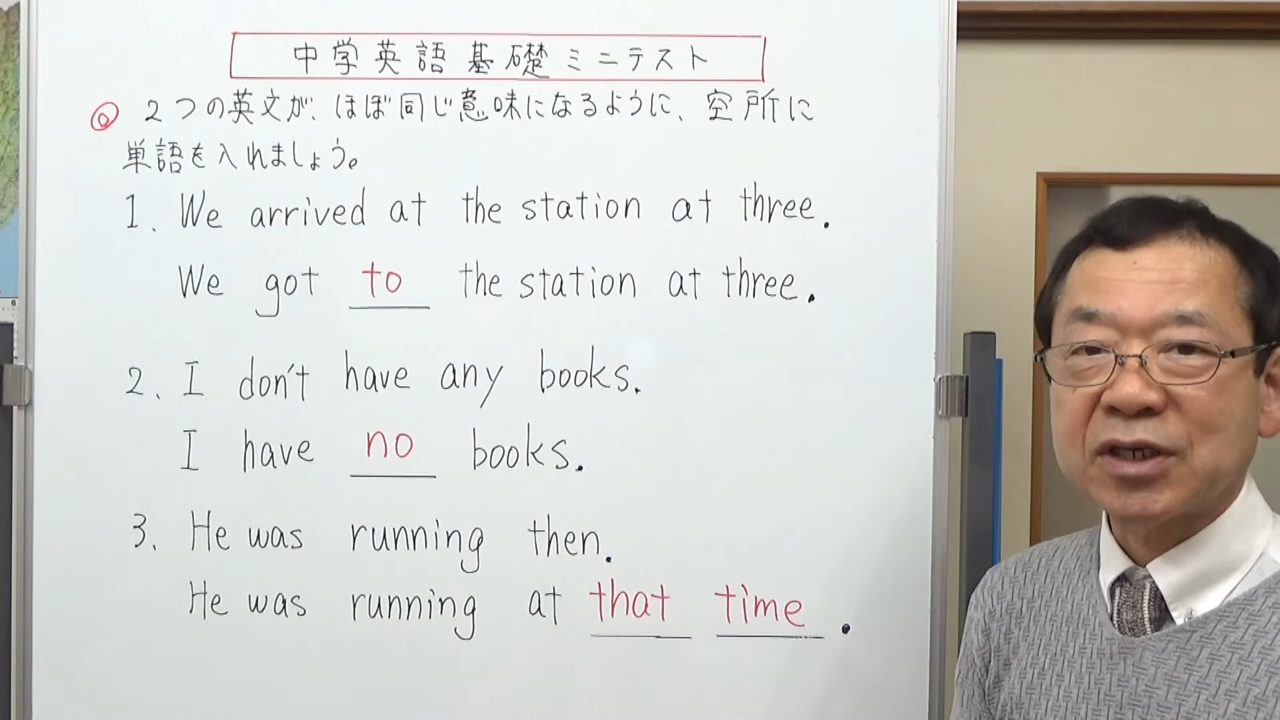 中学英語基礎ミニテスト
◎ 2つの英文が、ほぼ同じ意味になるように、空所に
単語を入れましょう。
1. We arrived at the station at three.
We got to the station at three.
2. I don't have any books.
I have no books.
3. He was running then.
He was running at that time.